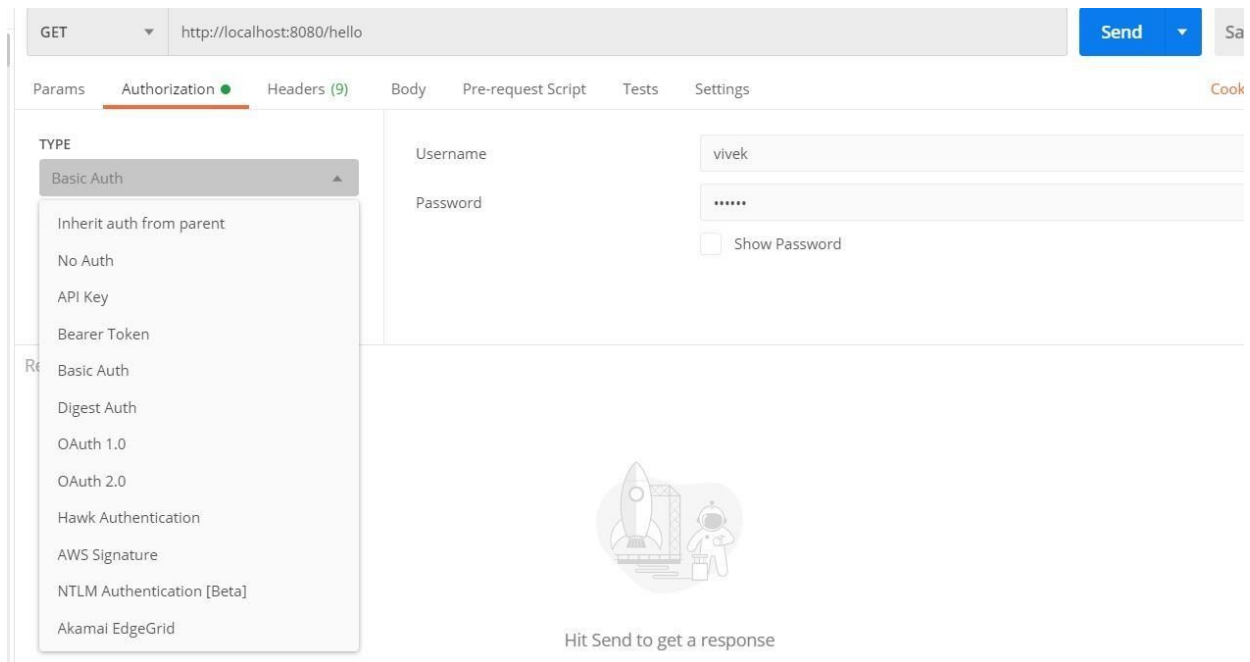 GET http://localhost:8080/hello Send Sa
Params Authorization Headers (9) Body Pre-request Script Tests Settings Cook
TYPE
Basic Auth
Inherit auth from parent
No Auth
API Key
Bearer Token
Basic Auth
Digest Auth
OAuth 1.0
OAuth 2.0
Hawk Authentication
AWS Signature
NTLM Authentication [Beta]
Akamai EdgeGrid
Username vivek
Password ••••••
Show Password
Re
Hit Send to get a response